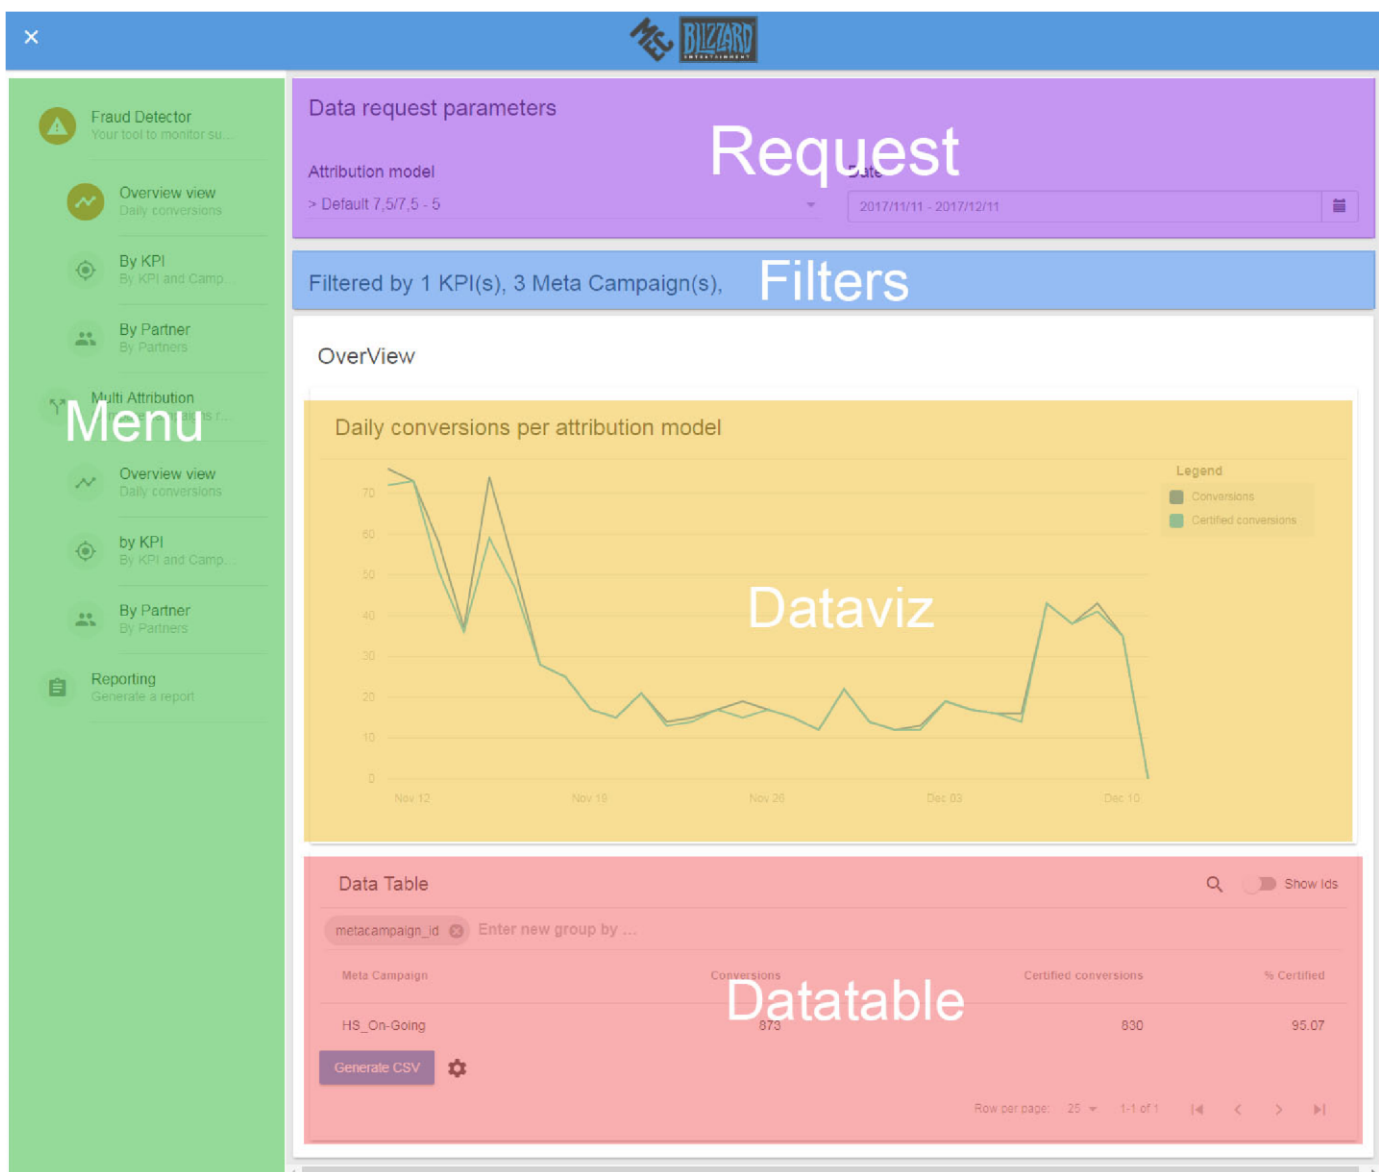 MEC BLIZZARD
ENTERTAINMENT
Fraud Detector
Your tool to monitor su...
Overview view
Daily conversions
By KPI
By KPI and Camp...
By Partner
By Partners
Multi Attribution
Menu
Overview view
Daily conversions
by KPI
By KPI and Camp...
By Partner
By Partners
Reporting
Generate a report
Data request parameters
Request
Attribution model
Date
> Default 7,5/7,5 - 5
2017/11/11 - 2017/12/11
Filtered by 1 KPI(s), 3 Meta Campaign(s),
Filters
OverView
Daily conversions per attribution model
Legend
Conversions
Certified conversions
70
60
50
40
30
20
10
0
Nov 12 Nov 19 Nov 26 Dec 03 Dec 10
Dataviz
Data Table
Show Ids
metacampaign_id Enter new group by ...
Meta Campaign Conversions Certified conversions % Certified
Datatable
HS_On-Going 873 830 95.07
Generate CSV
Row per page: 25 1-1 of 1